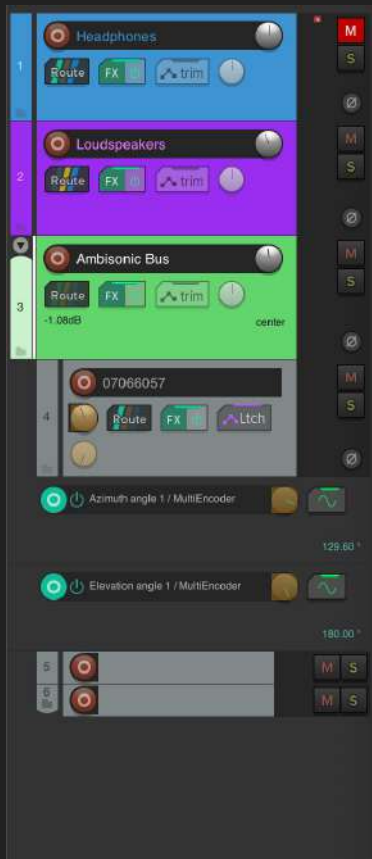 1
Headphones
M
Route FX trim
S
Ø
2
Loudspeakers
M
Route FX trim
S
Ø
3
Ambisonic Bus
M
Route FX trim
S
-1.08dB center
Ø
4
07066057
M
Route FX Ltch
S
Ø
Azimuth angle 1 / MultiEncoder
129.60 °
Elevation angle 1 / MultiEncoder
180.00 °
5 M S
6 M S